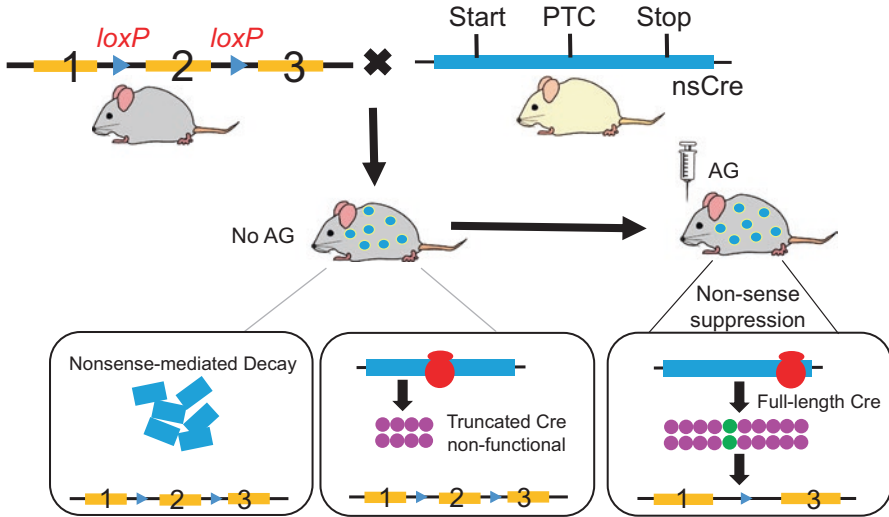 loxP loxP
1 2 3
Start PTC Stop
nsCre
AG
No AG
Non-sense
suppression
Nonsense-mediated Decay
1 2 3
Truncated Cre
non-functional
1 2 3
Full-length Cre
1 3